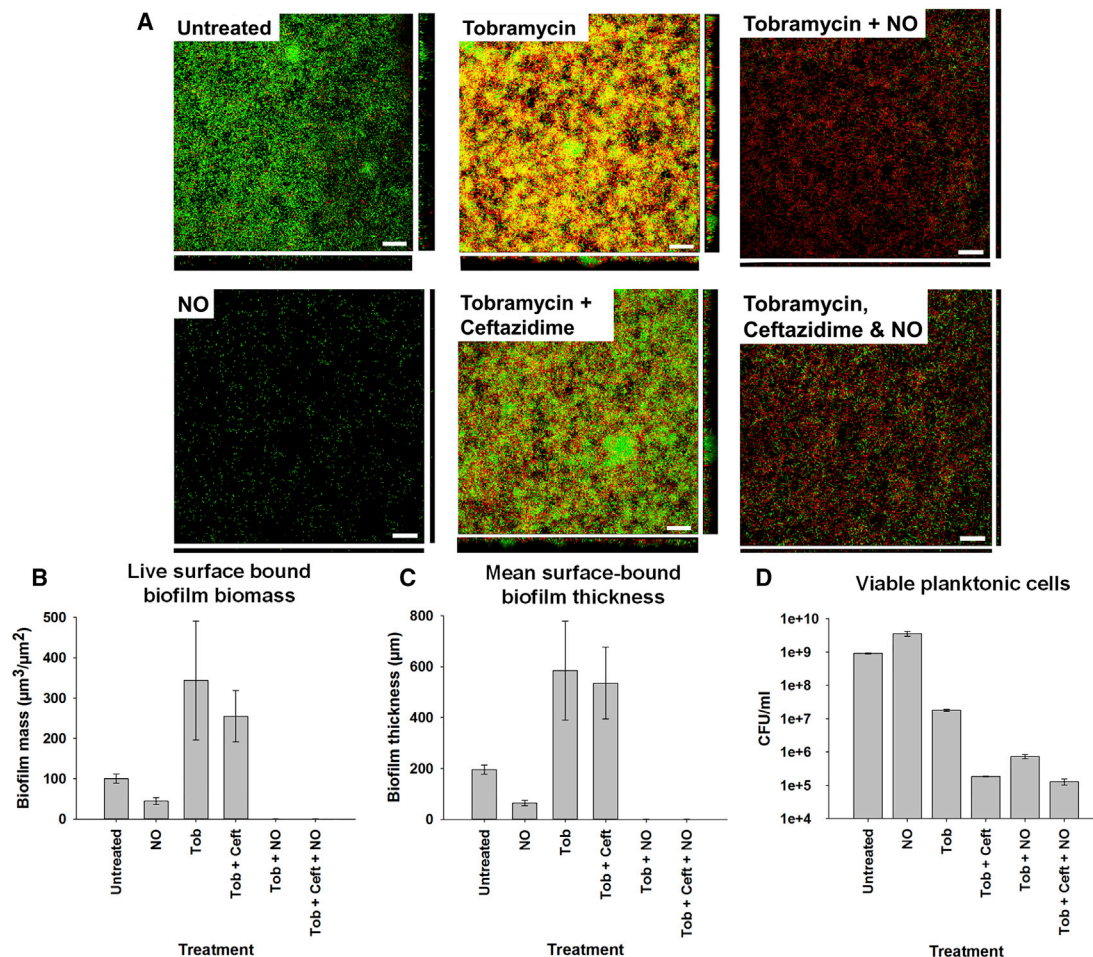 A
Untreated
Tobramycin
Tobramycin + NO
NO
Tobramycin +
Ceftazidime
Tobramycin,
Ceftazidime & NO
B
Live surface bound
biofilm biomass
Biofilm mass (µm³/µm²)
500
400
300
200
100
0
Untreated
NO
Tob
Tob + Ceft
Tob + NO
Tob + Ceft + NO
Treatment
C
Mean surface-bound
biofilm thickness
Biofilm thickness (µm)
800
600
400
200
0
Untreated
NO
Tob
Tob + Ceft
Tob + NO
Tob + Ceft + NO
Treatment
D
Viable planktonic cells
CFU/ml
1e+10
1e+9
1e+8
1e+7
1e+6
1e+5
1e+4
Untreated
NO
Tob
Tob + Ceft
Tob + NO
Tob + Ceft + NO
Treatment